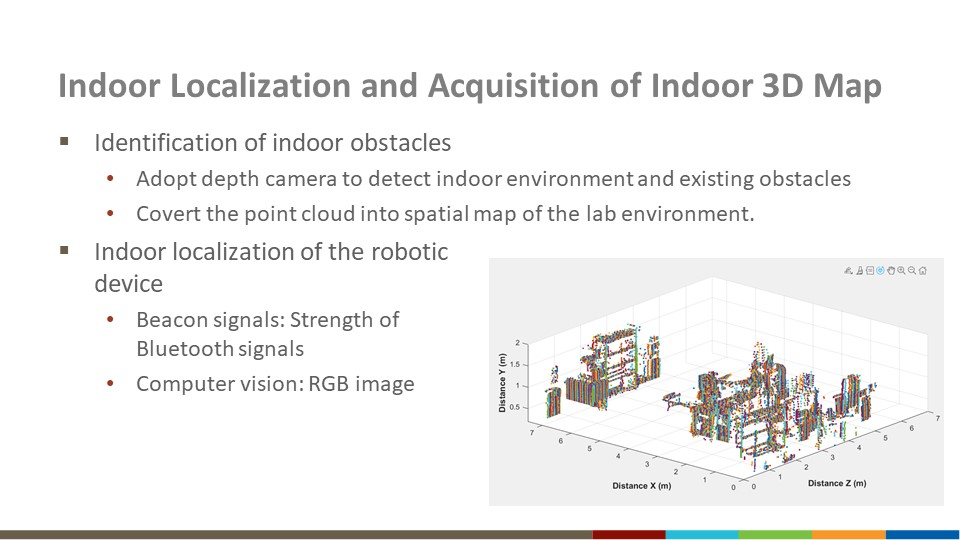 Indoor Localization and Acquisition of Indoor 3D Map
▪ Identification of indoor obstacles
• Adopt depth camera to detect indoor environment and existing obstacles
• Covert the point cloud into spatial map of the lab environment.
▪ Indoor localization of the robotic
device
• Beacon signals: Strength of
Bluetooth signals
• Computer vision: RGB image
Distance Y (m)
2
1.5
1
0.5
7
6
5
4
3
2
1
0
Distance X (m)
0
1
2
3
4
5
6
7
Distance Z (m)